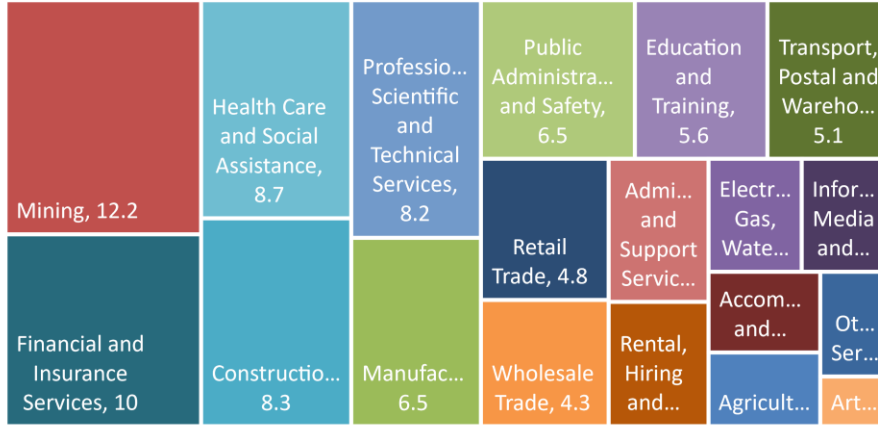 Mining, 12.2
Financial and
Insurance
Services, 10
Health Care
and Social
Assistance,
8.7
Constructio...
8.3
Professio...
Scientific
and
Technical
Services,
8.2
Manufac...
6.5
Public
Administra...
and Safety,
6.5
Education
and
Training,
5.6
Transport,
Postal and
Wareho...
5.1
Retail
Trade, 4.8
Wholesale
Trade, 4.3
Admi...
and
Support
Servic...
Rental,
Hiring
and...
Electr...
Gas,
Wate...
Infor...
Media
and...
Accom...
and...
Agricult...
Ot...
Ser...
Art...